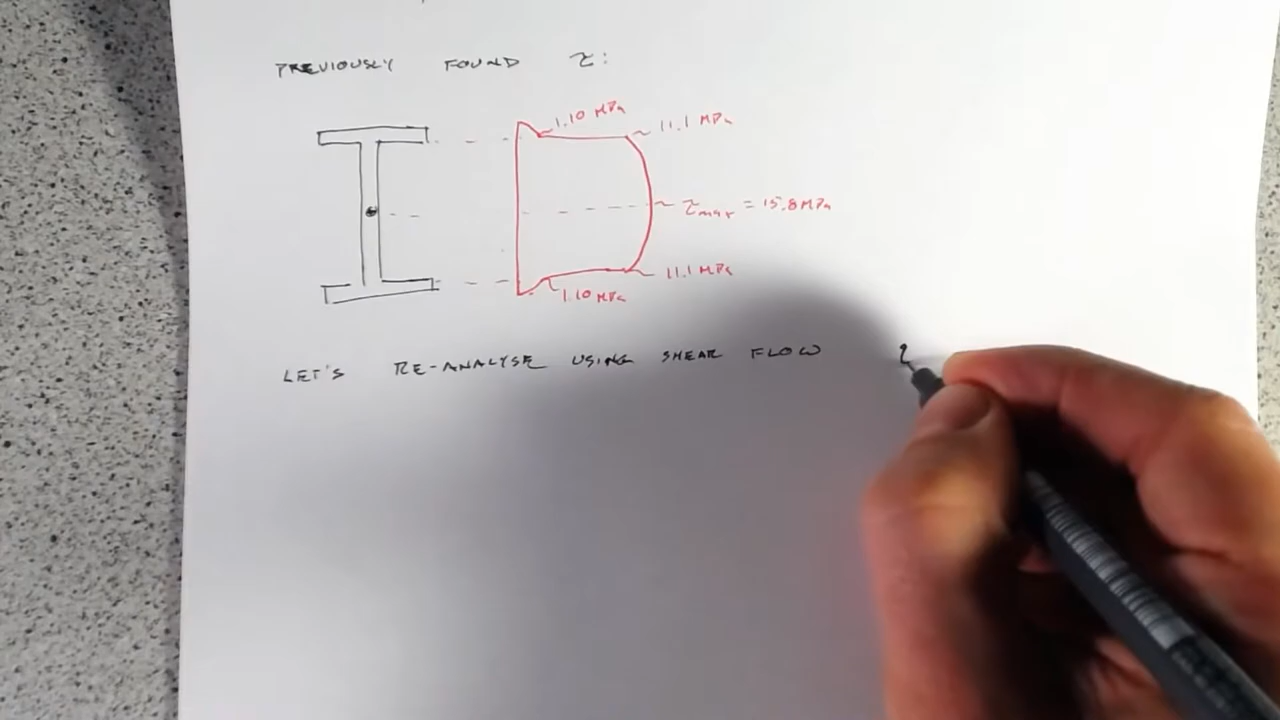 PREVIOUSLY FOUND τ:
1.10 MPa
11.1 MPa
τmax = 15.8 MPa
11.1 MPa
1.10 MPa
LET'S RE-ANALYSE USING SHEAR FLOW